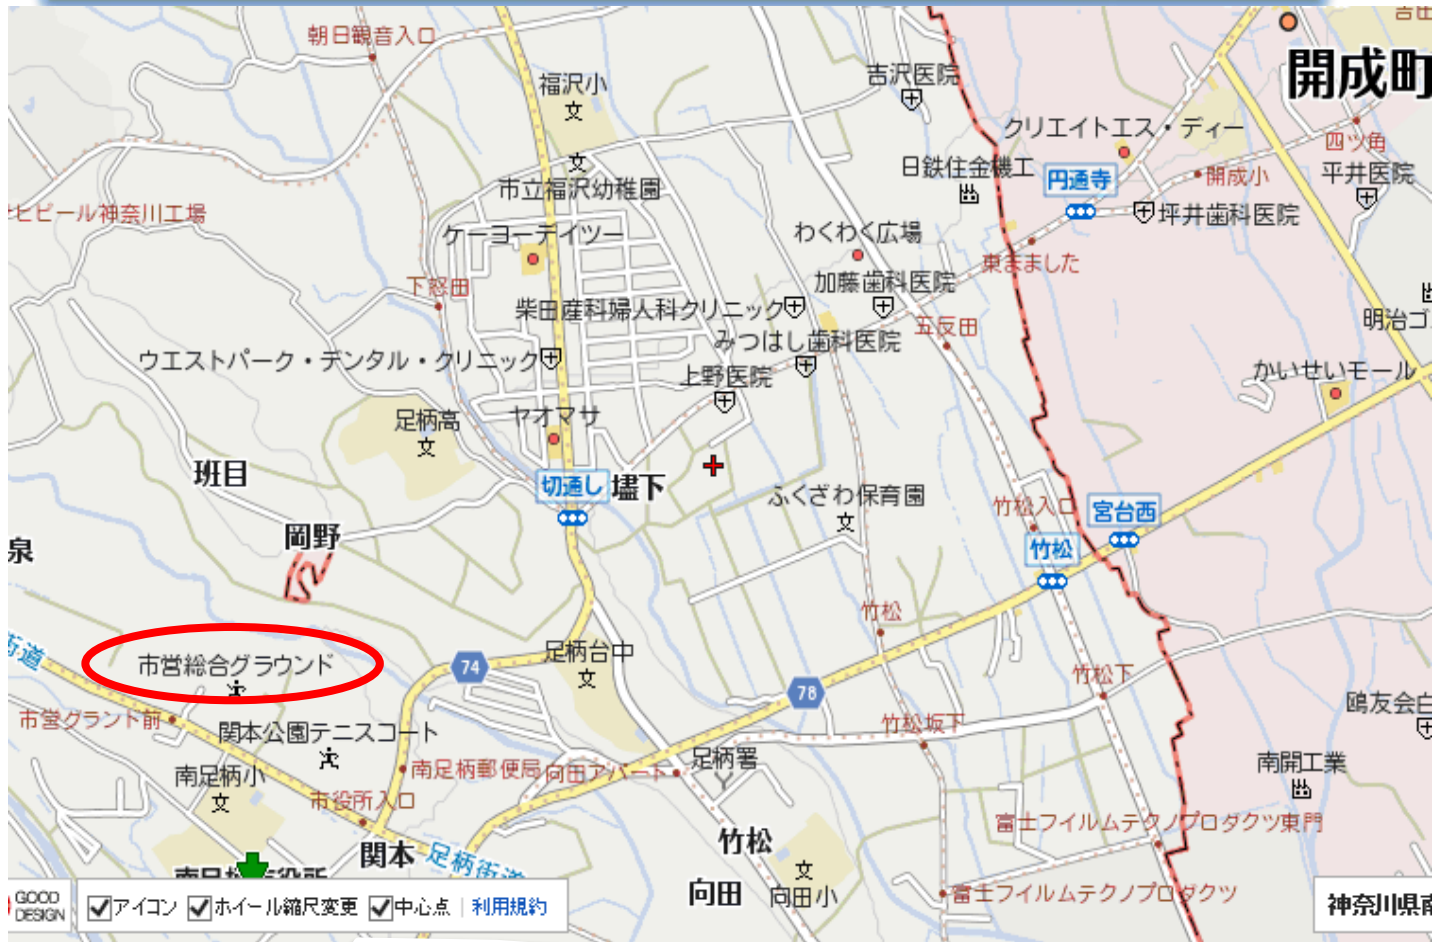 朝日観音入口
福沢小
吉沢医院
開成町
クリエイトエス・ディー
四ツ角
日鉄住金機工
円通寺
開成小
平井医院
市立福沢幼稚園
ビール神奈川工場
坪井歯科医院
ケーヨーデイツー
わくわく広場
東まました
下怒田
加藤歯科医院
柴田産科婦人科クリニック
五反田
明治ゴ
みつはし歯科医院
ウエストパーク・デンタル・クリニック
上野医院
かいせいモール
足柄高
ヤオマサ
班目
切通し
壗下
ふくざわ保育園
竹松入口
宮台西
岡野
竹松
泉
竹松
街道
市営総合グラウンド
74
足柄台中
竹松下
78
市営グランド前
関本公園テニスコート
竹松坂下
鴎友会白
南足柄小
南足柄郵便局
向田アパート
足柄署
南開工業
市役所入口
富士フイルムテクノプロダクツ東門
関本
足柄街道
竹松
向田
向田小
富士フイルムテクノプロダクツ
GOOD
DESIGN
アイコン
ホイール縮尺変更
中心点
利用規約
神奈川県南